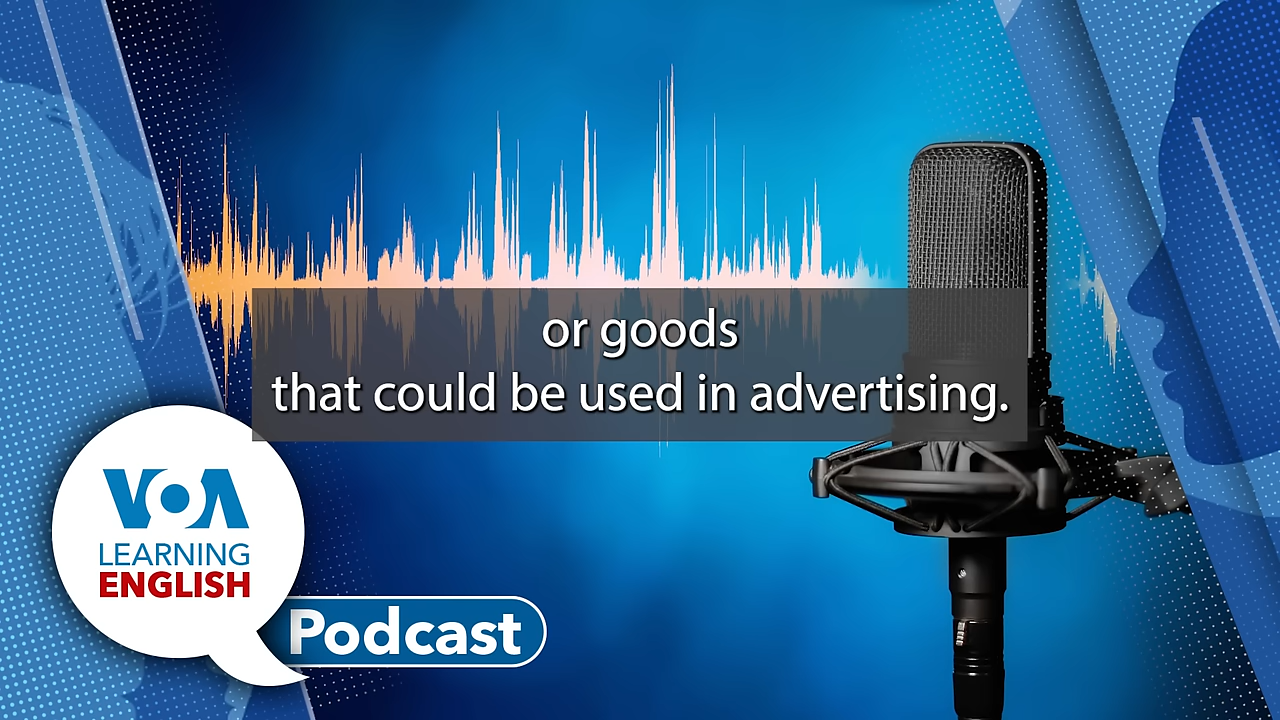 or goods
that could be used in advertising.
VOA
LEARNING
ENGLISH
Podcast